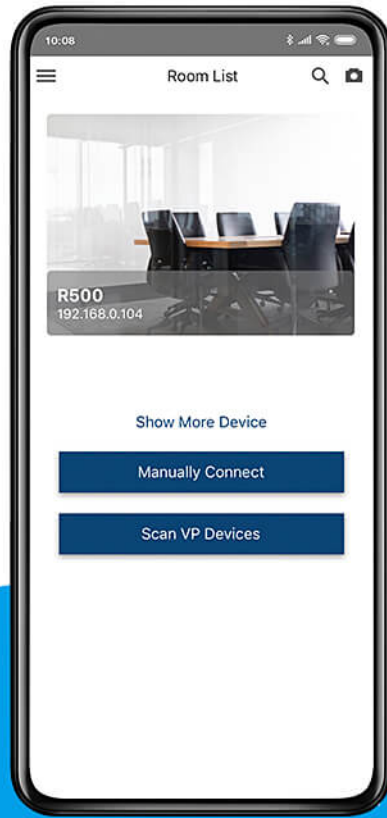 10:08
Room List
R500
192.168.0.104
Show More Device
Manually Connect
Scan VP Devices